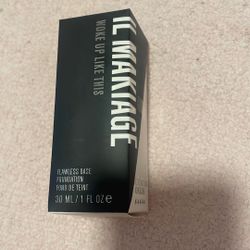 IL MAKIAGE
WOKE UP LIKE THIS
FLAWLESS BASE
FOUNDATION
FOND DE TEINT
30 ML / 1 FL OZ e